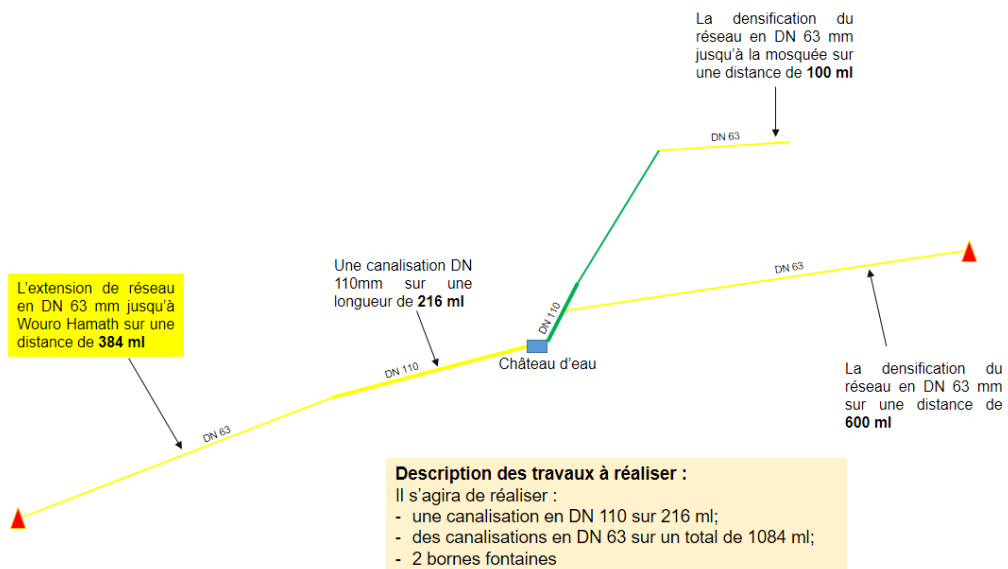 La densification du
réseau en DN 63 mm
jusqu'à la mosquée sur
une distance de 100 ml
DN 63
DN 63
Une canalisation DN
110mm sur une
longueur de 216 ml
L'extension de réseau
en DN 63 mm jusqu'à
Wouro Hamath sur une
distance de 384 ml
DN 110
Château d'eau
DN 110
DN 63
La densification du
réseau en DN 63 mm
sur une distance de
600 ml
Description des travaux à réaliser :
Il s'agira de réaliser :
- une canalisation en DN 110 sur 216 ml;
- des canalisations en DN 63 sur un total de 1084 ml;
- 2 bornes fontaines